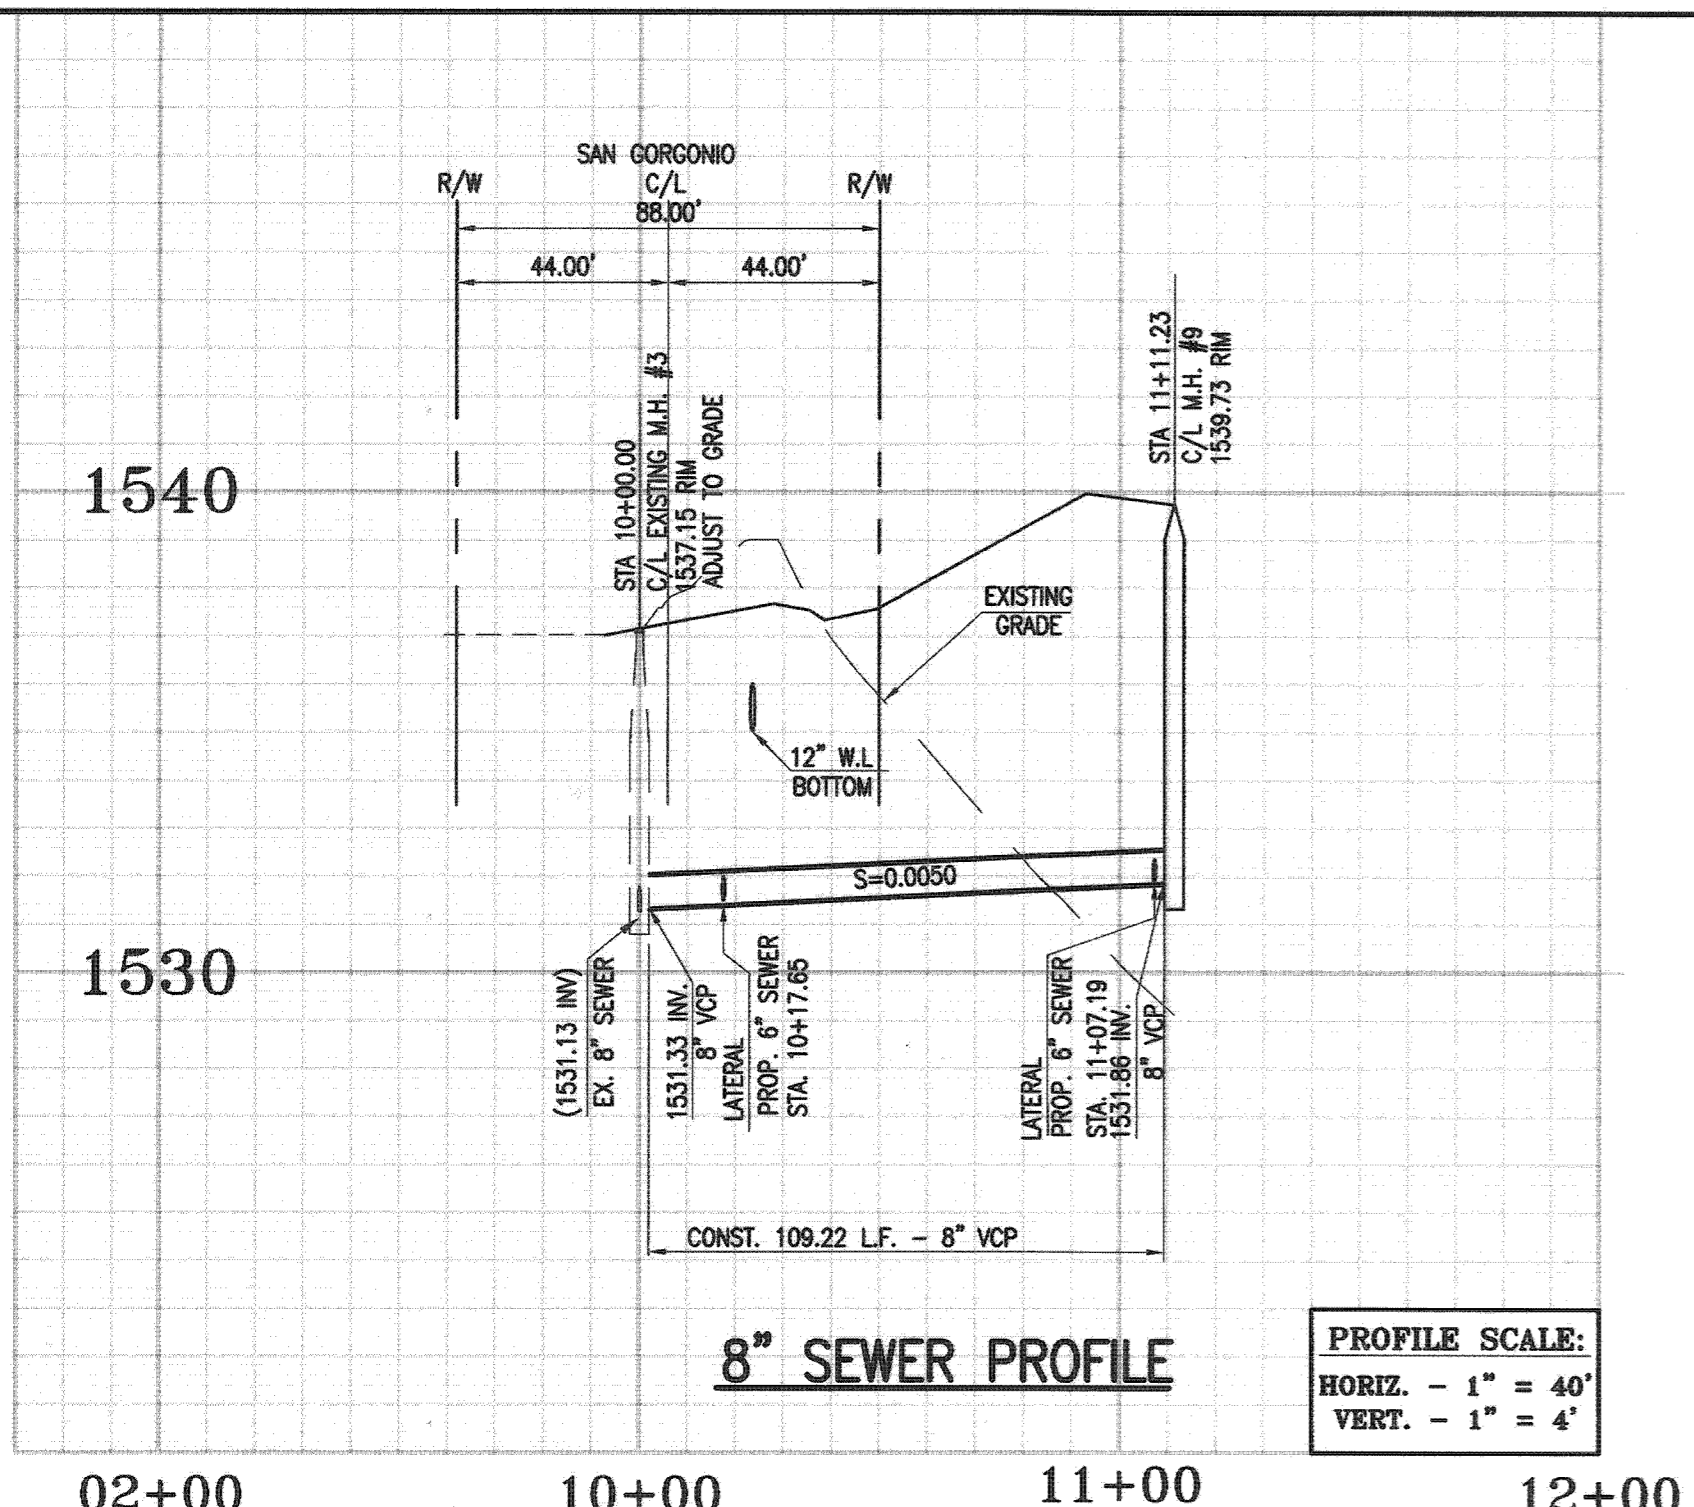 SAN GORGONIO
R/W
C/L
R/W
88.00'
44.00'
44.00'
STA 10+00.00
C/L EXISTING M.H. #3
1537.15 RIM
ADJUST TO GRADE
STA 11+11.23
C/L M.H. #9
1539.73 RIM
1540
EXISTING
GRADE
12" W.L
BOTTOM
S=0.0050
1530
(1531.13 INV)
EX. 8" SEWER
1531.33 INV.
8" VCP
LATERAL
PROP. 6" SEWER
STA. 10+17.65
LATERAL
PROP. 6" SEWER
STA. 11+07.19
1531.86 INV.
8" VCP
CONST. 109.22 L.F. - 8" VCP
8" SEWER PROFILE
PROFILE SCALE:
HORIZ. - 1" = 40'
VERT. - 1" = 4'
02+00
10+00
11+00
12+00